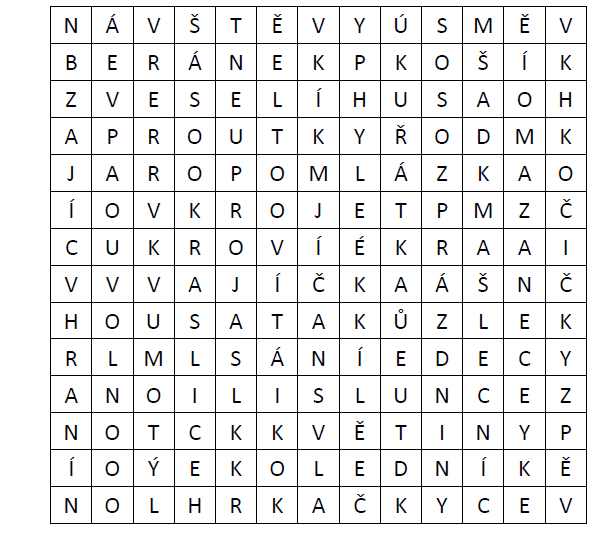 N Á V Š T Ě V Y Ú S M Ě V
B E R Á N E K P K O Š Í K
Z V E S E L Í H U S A O H
A P R O U T K Y Ř O D M K
J A R O P O M L Á Z K A O
Í O V K R O J E T P M Z Č
C U K R O V Í É K R A A I
V V V A J Í Č K A Á Š N Č
H O U S A T A K Ů Z L E K
R L M L S Á N Í E D E C Y
A N O I L I S L U N C E Z
N O T C K K V Ě T I N Y P
Í O Ý E K O L E D N Í K Ě
N O L H R K A Č K Y C E V